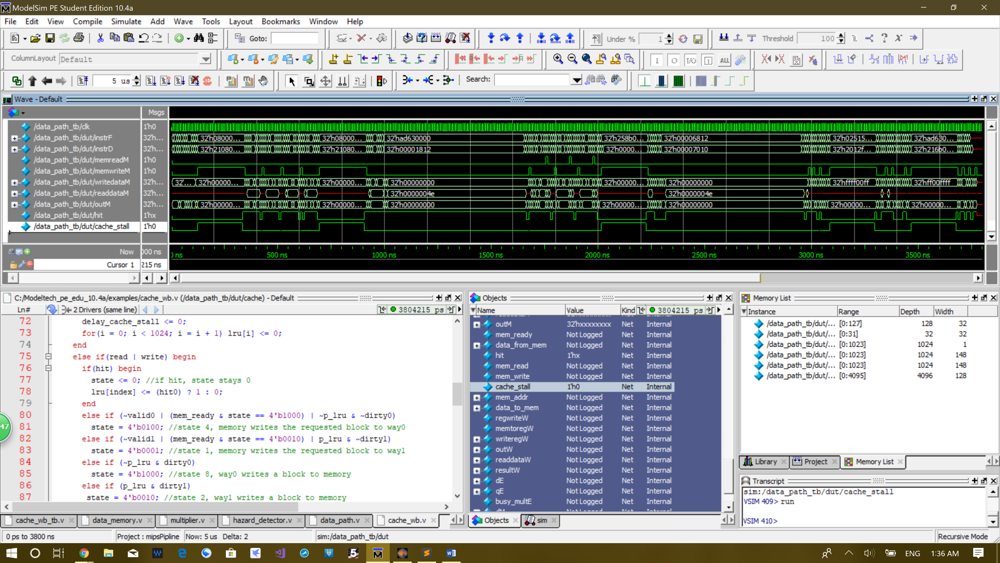 ModelSim PE Student Edition 10.4a
File Edit View Compile Simulate Add Wave Tools Layout Bookmarks Window Help
Goto: Under % 1 Threshold 100
ColumnLayout Default I/O ALL
5 us Search:
Wave - Default
Msgs
/data_path_tb/clk 1'h0
/data_path_tb/dut/instrF 32'h... 32'h08000... 32'h08000... 32'had630000 32'h258b0... 32'h00006812 32'h02515... 32'had630...
/data_path_tb/dut/instrD 32'h... 32'h21080... 32'h21080... 32'h00001812 32'h0000... 32'h00007010 32'h2012f... 32'h216b0...
/data_path_tb/dut/memreadM 1'h0
/data_path_tb/dut/memwriteM 1'h0
/data_path_tb/dut/writedataM 32'h... 32'... 32'h00000... 32'h00000... 32'h00000000 32'h00000... 32'h00000000 32'hffff00ff 32'hff00ffff
/data_path_tb/dut/readdataM 32'h... 32'h0000004e 32'h0000004e
/data_path_tb/dut/outM 32'h... 32'h00000... 32'h00000... 32'h00000000 32'h00000... 32'h00000000 32'h00000... 32'h00000...
/data_path_tb/dut/hit 1'hx
/data_path_tb/dut/cache_stall 1'h0
Now 000 ns ns 500 ns 1000 ns 1500 ns 2000 ns 2500 ns 3000 ns 3500 ns
Cursor 1 215 ns
C:/Modeltech_pe_edu_10.4a/examples/cache_wb.v (/data_path_tb/dut/cache) - Default
Ln# 2 Drivers (same line) 3804215 ps
72 delay_cache_stall <= 0;
73 for(i = 0; i < 1024; i = i + 1) lru[i] <= 0;
74 end
75 else if(read | write) begin
76 if(hit) begin
77 state <= 0; //if hit, state stays 0
78 lru[index] <= (hit0) ? 1 : 0;
79 end
80 else if (~valid0 | (mem_ready & state == 4'b1000) | ~p_lru & ~dirty0)
81 state = 4'b0100; //state 4, memory writes the requested block to way0
82 else if (~valid1 | (mem_ready & state == 4'b0010) | p_lru & ~dirty1)
83 state = 4'b0001; //state 1, memory writes the requested block to way1
84 else if (~p_lru & dirty0)
85 state = 4'b1000; //state 8, way0 writes a block to memory
86 else if (p_lru & dirty1)
87 state = 4'b0010; //state 2, way1 writes a block to memory
47
cache_wb_tb.v data_memory.v multiplier.v hazard_detector.v data_path.v cache_wb.v
Objects
Name Value Kind 3804215 ps
outM 32'hxxxxxxxx Net Internal
mem_ready Not Logged Net Internal
data_from_mem Not Logged Net Internal
hit 1'hx Net Internal
mem_read Not Logged Net Internal
mem_write Not Logged Net Internal
cache_stall 1'h0 Net Internal
mem_addr Not Logged Net Internal
data_to_mem Not Logged Net Internal
regwriteW Not Logged Net Internal
memtoregW Not Logged Net Internal
writeregW Not Logged Net Internal
outW Not Logged Net Internal
readdataW Not Logged Net Internal
resultW Not Logged Net Internal
dE Not Logged Net Internal
qE Not Logged Net Internal
busy_multE Not Logged Net Internal
Objects sim
Memory List
Instance Range Depth Width
/data_path_tb/dut/... [0:127] 128 32
/data_path_tb/dut/... [0:31] 32 32
/data_path_tb/dut/... [0:1023] 1024 1
/data_path_tb/dut/... [0:1023] 1024 148
/data_path_tb/dut/... [0:1023] 1024 148
/data_path_tb/dut/... [0:4095] 4096 128
Library Project Memory List
Transcript
sim:/data_path_tb/dut/cache_stall
VSIM 409> run
VSIM 410>
0 ps to 3800 ns Project : mipsPipline Now: 5 us Delta: 2 sim:/data_path_tb/dut Recursive Mode
ENG 1:36 AM